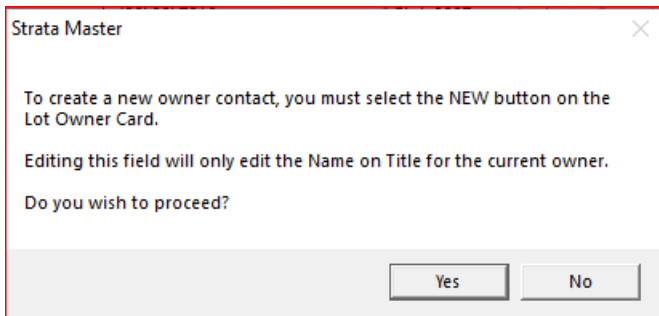 Strata Master
To create a new owner contact, you must select the NEW button on the
Lot Owner Card.
Editing this field will only edit the Name on Title for the current owner.
Do you wish to proceed?
Yes No